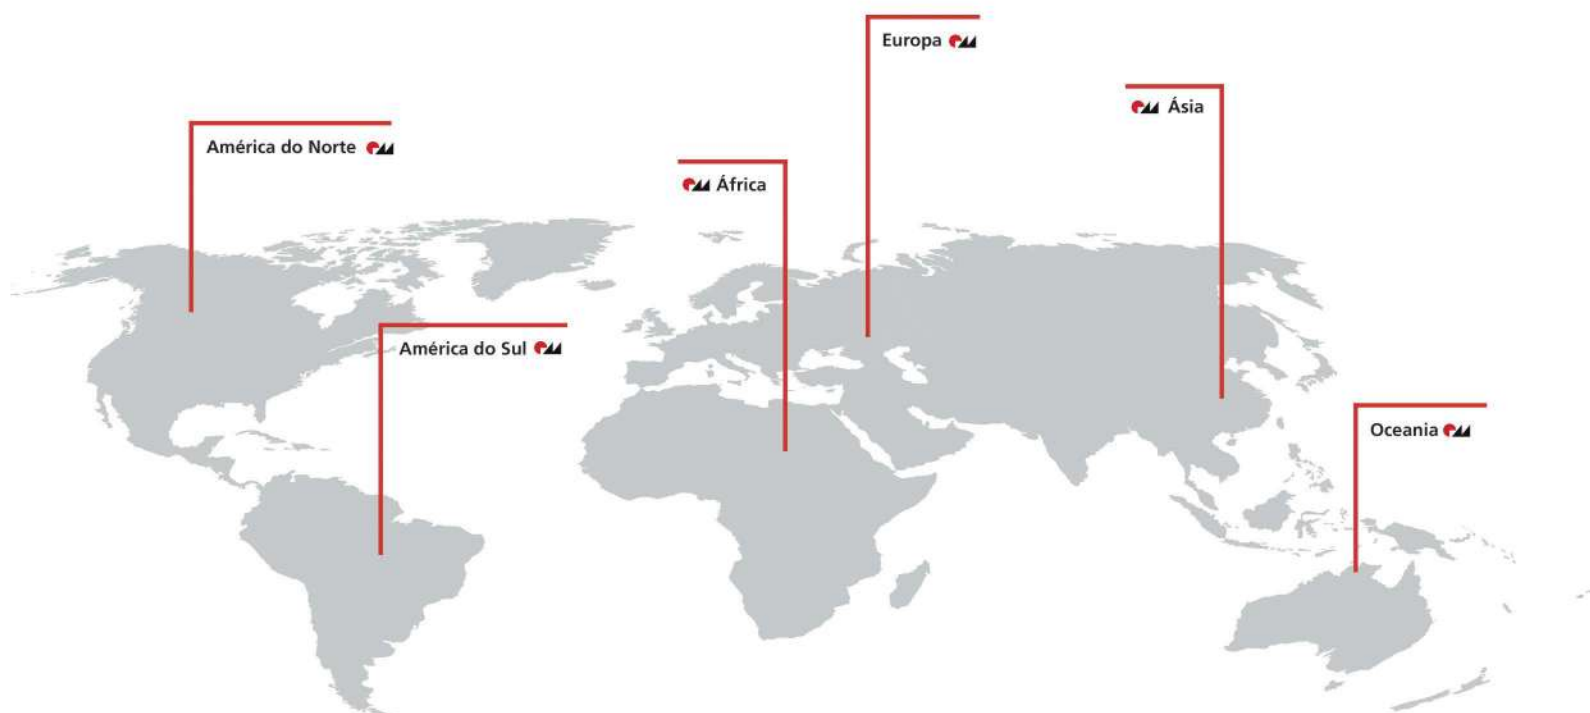 Europa
Ásia
América do Norte
África
América do Sul
Oceania